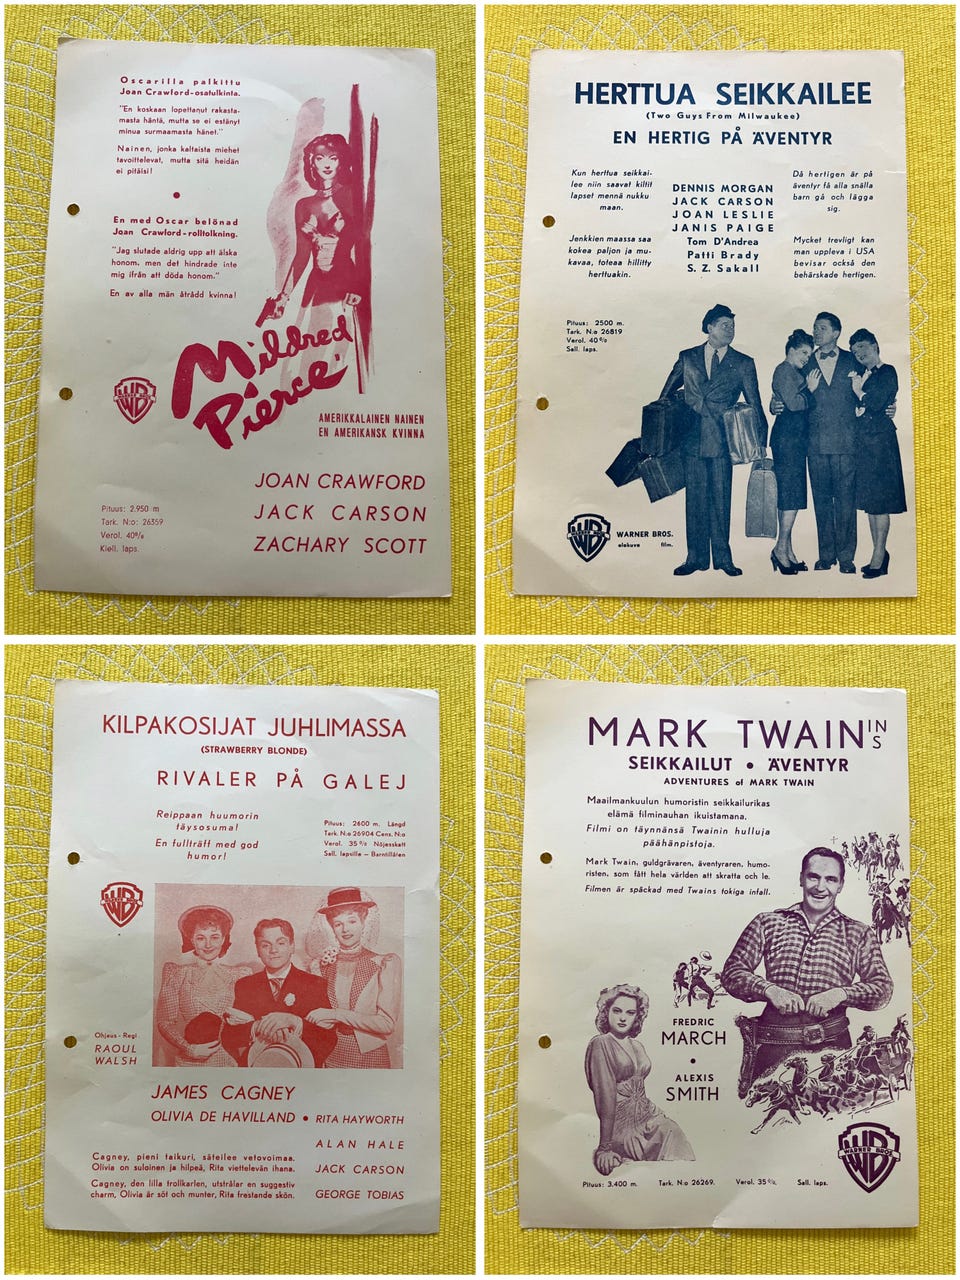 Oscarilla palkittu
Joan Crawford-osatulkinta.
"En koskaan lopettanut rakasta-
masta häntä, mutta se ei estänyt
minua surmaamasta hänet."
Nainen, jonka kaltaista miehet
tavoittelevat, mutta sitä heidän
ei pitäisi!
En med Oscar belönad
Joan Crawford-rolltolkning.
"Jag slutade aldrig upp att älska
honom, men det hindrade inte
mig ifrån att döda honom."
En av alla män åtrådd kvinna!
Mildred
Pierce
WB
AMERIKKALAINEN NAINEN
EN AMERIKANSK KVINNA
JOAN CRAWFORD
JACK CARSON
ZACHARY SCOTT
Pituus: 2.950 m
Tark. N:o: 26359
Verol. 40%
Kiell. laps.
HERTTUA SEIKKAILEE
(Two Guys From Milwaukee)
EN HERTIG PÅ ÄVENTYR
Kun herttua seikkai-
lee niin saavat kiltit
lapset mennä nukku
maan.
Jenkkien maassa saa
kokea paljon ja mu-
kavaa, toteaa hillitty
herttuakin.
DENNIS MORGAN
JACK CARSON
JOAN LESLIE
JANIS PAIGE
Tom D'Andrea
Patti Brady
S. Z. Sakall
Då hertigen är på
äventyr få alla snälla
barn gå och lägga
sig.
Mycket trevligt kan
man uppleva i USA
bevisar också den
behärskade hertigen.
Pituus: 2500 m.
Tark. N:o 26819
Verol. 40%
Sall. laps.
WB
WARNER BROS.
elokuva film.
KILPAKOSIJAT JUHLIMASSA
(STRAWBERRY BLONDE)
RIVALER PÅ GALEJ
Reippaan huumorin
täysosuma!
En fullträff med god
humor!
Pituus: 2600 m. Längd
Tark. N:o 26904 Cens. N:o
Verol. 35% Nöjesskatt
Sall. lapsille – Barntillåten
WB
Ohjaus - Regi
RAOUL
WALSH
JAMES CAGNEY
OLIVIA DE HAVILLAND • RITA HAYWORTH
ALAN HALE
JACK CARSON
GEORGE TOBIAS
Cagney, pieni taikuri, säteilee vetovoimaa.
Olivia on suloinen ja hilpeä, Rita viettelevän ihana.
Cagney, den lilla trollkarlen, utstrålar en suggestiv
charm, Olivia är söt och munter, Rita frestande skön.
MARK TWAIN IN
S
SEIKKAILUT • ÄVENTYR
ADVENTURES of MARK TWAIN
Maailmankuulun humoristin seikkailurikas
elämä filminauhan ikuistamana.
Filmi on täynnänsä Twainin hulluja
päähänpistoja.
Mark Twain, guldgrävaren, äventyraren, humo-
risten, som fått hela världen att skratta och le.
Filmen är späckad med Twains tokiga infall.
FREDRIC
MARCH
•
ALEXIS
SMITH
WB
WARNER BROS
Pituus: 3.400 m. Tark. N:o 26269. Verol. 35%. Sall. laps.